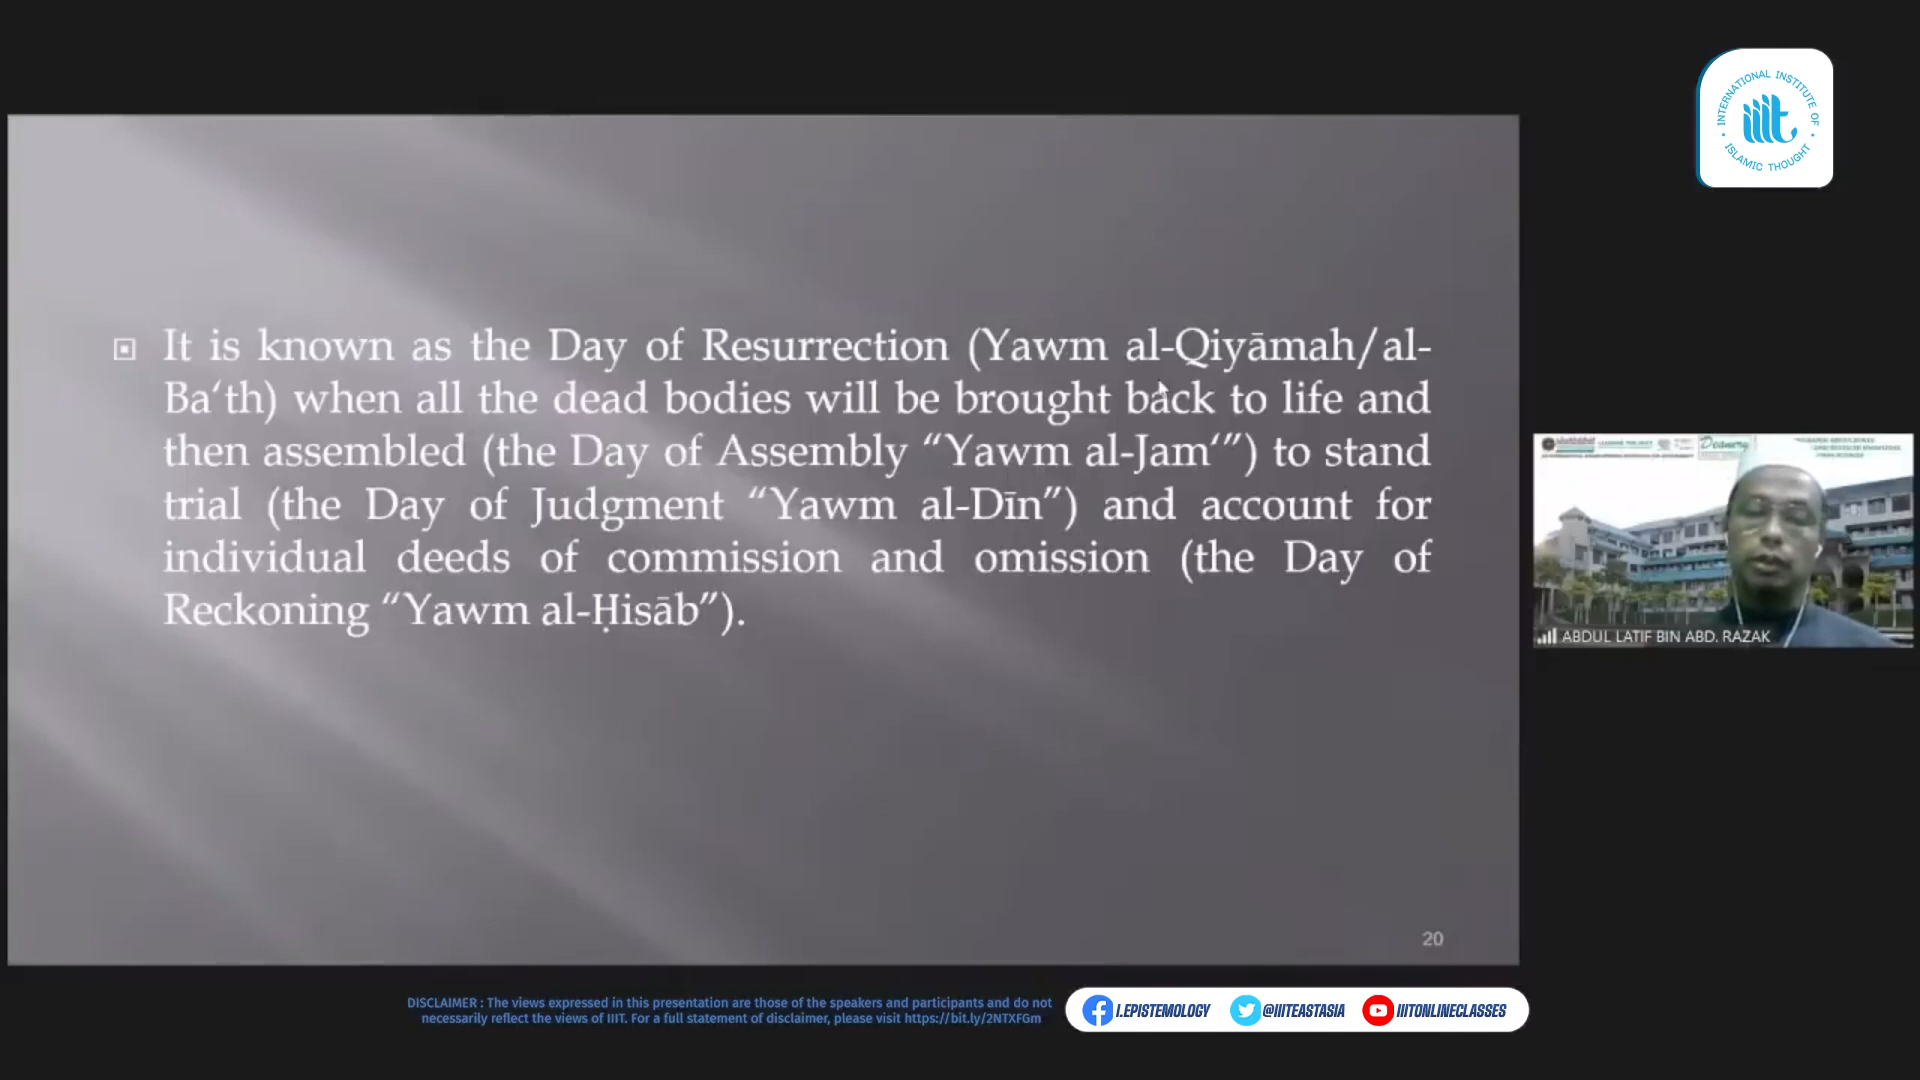 INTERNATIONAL INSTITUTE OF
iiit
ISLAMIC THOUGHT
It is known as the Day of Resurrection (Yawm al-Qiyāmah/al-
Ba‘th) when all the dead bodies will be brought back to life and
then assembled (the Day of Assembly “Yawm al-Jam‘”) to stand
trial (the Day of Judgment “Yawm al-Dīn”) and account for
individual deeds of commission and omission (the Day of
Reckoning “Yawm al-Ḥisāb”).
20
ABDUL LATIF BIN ABD. RAZAK
DISCLAIMER : The views expressed in this presentation are those of the speakers and participants and do not
necessarily reflect the views of IIIT. For a full statement of disclaimer, please visit https://bit.ly/2NTXFGm
I.EPISTEMOLOGY @IIITEASTASIA IIITONLINECLASSES